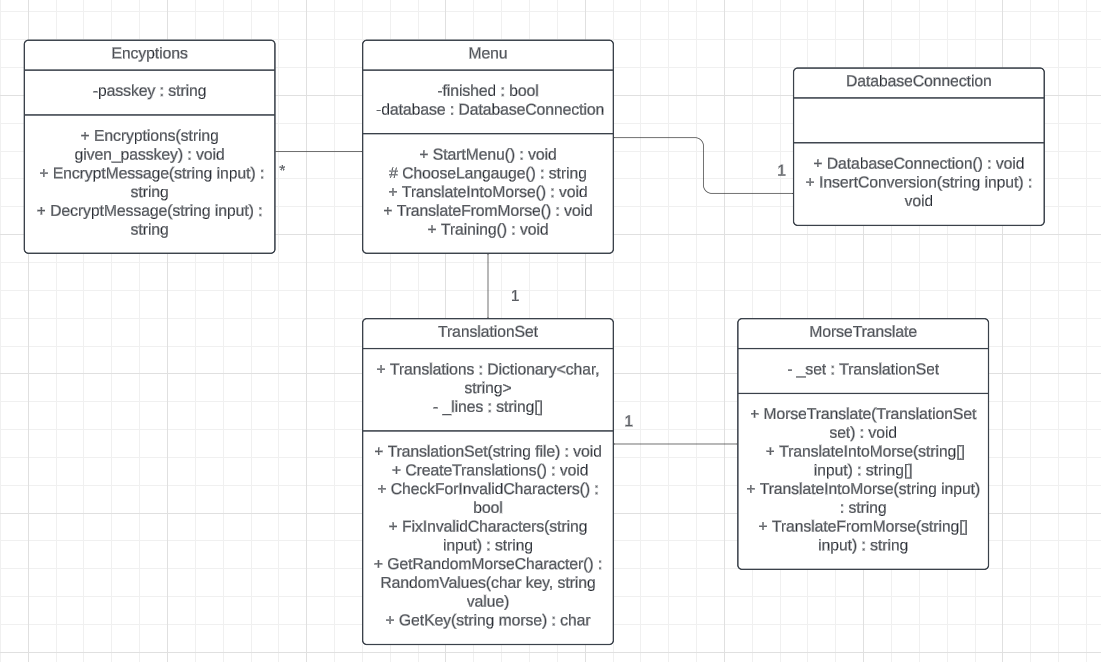 Encyptions
-passkey : string
+ Encryptions(string
given_passkey) : void
+ EncryptMessage(string input) :
string
+ DecryptMessage(string input) :
string
*
Menu
-finished : bool
-database : DatabaseConnection
+ StartMenu() : void
# ChooseLangauge() : string
+ TranslateIntoMorse() : void
+ TranslateFromMorse() : void
+ Training() : void
1
DatabaseConnection
+ DatabaseConnection() : void
+ InsertConversion(string input) :
void
1
TranslationSet
+ Translations : Dictionary<char,
string>
- _lines : string[]
+ TranslationSet(string file) : void
+ CreateTranslations() : void
+ CheckForInvalidCharacters() :
bool
+ FixInvalidCharacters(string
input) : string
+ GetRandomMorseCharacter() :
RandomValues(char key, string
value)
+ GetKey(string morse) : char
1
MorseTranslate
- _set : TranslationSet
+ MorseTranslate(TranslationSet
set) : void
+ TranslateIntoMorse(string[]
input) : string[]
+ TranslateIntoMorse(string input)
: string
+ TranslateFromMorse(string[]
input) : string